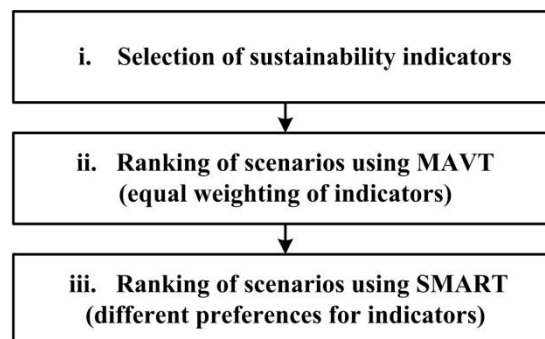 i. Selection of sustainability indicators
ii. Ranking of scenarios using MAVT
(equal weighting of indicators)
iii. Ranking of scenarios using SMART
(different preferences for indicators)